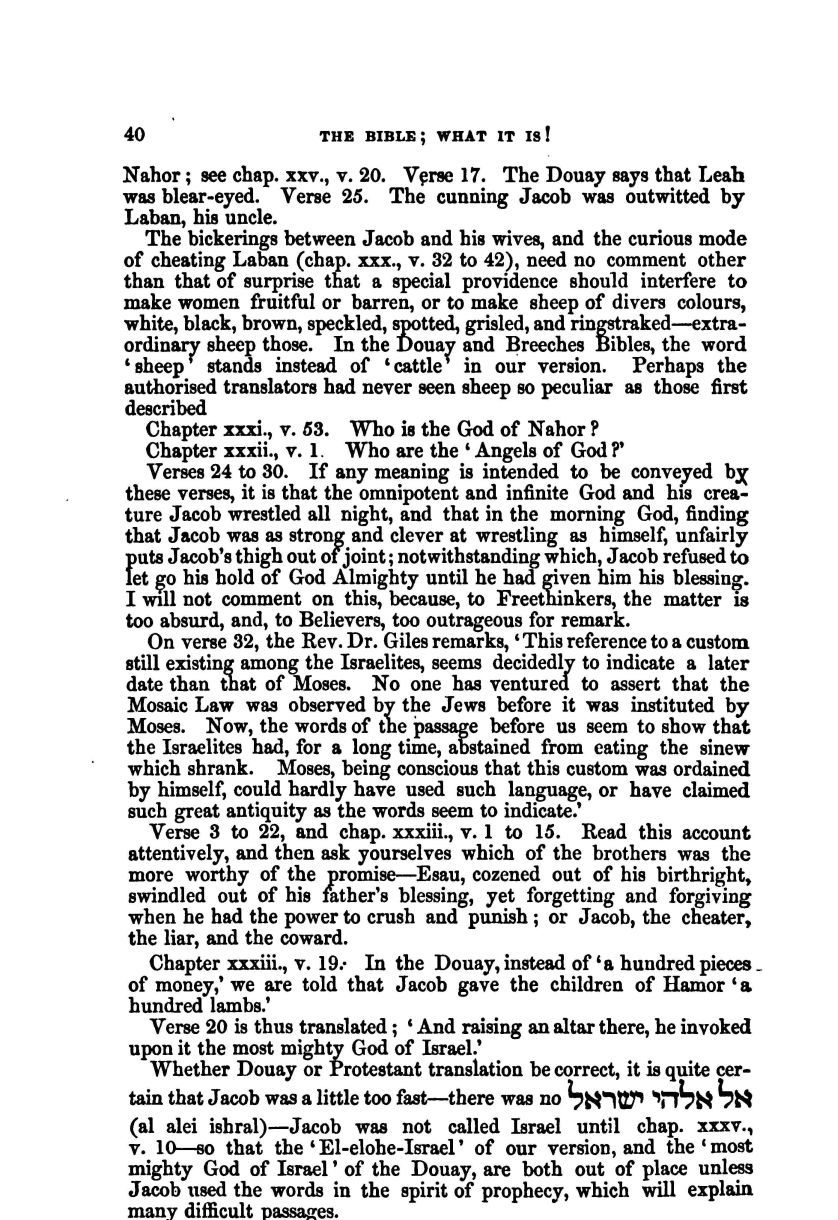 40 THE BIBLE; WHAT IT IS!
Nahor; see chap. xxv., v. 20. Verse 17. The Douay says that Leah
was blear-eyed. Verse 25. The cunning Jacob was outwitted by
Laban, his uncle.
The bickerings between Jacob and his wives, and the curious mode
of cheating Laban (chap. xxx., v. 32 to 42), need no comment other
than that of surprise that a special providence should interfere to
make women fruitful or barren, or to make sheep of divers colours,
white, black, brown, speckled, spotted, grisled, and ringstraked—extra-
ordinary sheep those. In the Douay and Breeches Bibles, the word
‘sheep’ stands instead of ‘cattle’ in our version. Perhaps the
authorised translators had never seen sheep so peculiar as those first
described
Chapter xxxi., v. 53. Who is the God of Nahor?
Chapter xxxii., v. 1. Who are the ‘Angels of God?’
Verses 24 to 30. If any meaning is intended to be conveyed by
these verses, it is that the omnipotent and infinite God and his crea-
ture Jacob wrestled all night, and that in the morning God, finding
that Jacob was as strong and clever at wrestling as himself, unfairly
puts Jacob's thigh out of joint; notwithstanding which, Jacob refused to
let go his hold of God Almighty until he had given him his blessing.
I will not comment on this, because, to Freethinkers, the matter is
too absurd, and, to Believers, too outrageous for remark.
On verse 32, the Rev. Dr. Giles remarks, ‘This reference to a custom
still existing among the Israelites, seems decidedly to indicate a later
date than that of Moses. No one has ventured to assert that the
Mosaic Law was observed by the Jews before it was instituted by
Moses. Now, the words of the passage before us seem to show that
the Israelites had, for a long time, abstained from eating the sinew
which shrank. Moses, being conscious that this custom was ordained
by himself, could hardly have used such language, or have claimed
such great antiquity as the words seem to indicate.’
Verse 3 to 22, and chap. xxxiii., v. 1 to 15. Read this account
attentively, and then ask yourselves which of the brothers was the
more worthy of the promise—Esau, cozened out of his birthright,
swindled out of his father's blessing, yet forgetting and forgiving
when he had the power to crush and punish; or Jacob, the cheater,
the liar, and the coward.
Chapter xxxiii., v. 19. In the Douay, instead of ‘a hundred pieces
of money,’ we are told that Jacob gave the children of Hamor ‘a
hundred lambs.’
Verse 20 is thus translated; ‘And raising an altar there, he invoked
upon it the most mighty God of Israel.’
Whether Douay or Protestant translation be correct, it is quite cer-
tain that Jacob was a little too fast—there was no אל אלהי ישראל
(al alei ishral)—Jacob was not called Israel until chap. xxxv.,
v. 10—so that the ‘El-elohe-Israel’ of our version, and the ‘most
mighty God of Israel’ of the Douay, are both out of place unless
Jacob used the words in the spirit of prophecy, which will explain
many difficult passages.